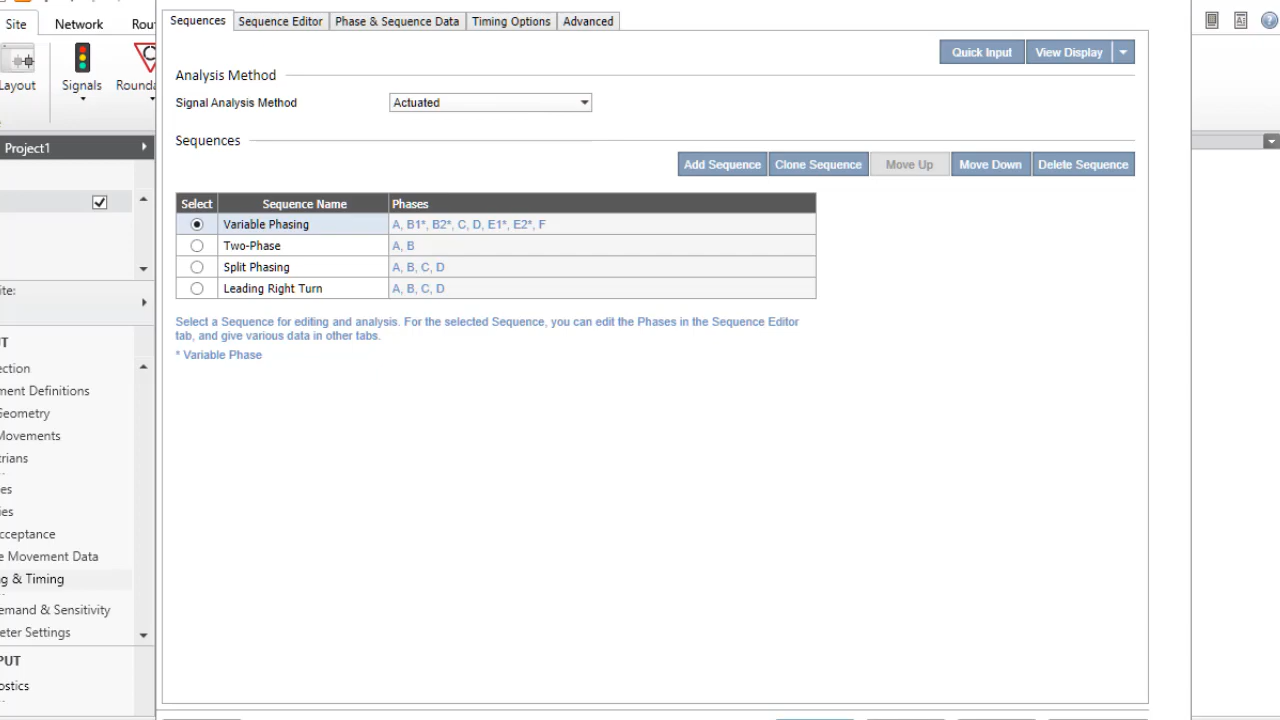 Site Network Rou
Layout Signals Rounda
Project1
ite:
T
ection
ment Definitions
Geometry
Movements
trians
es
ies
cceptance
e Movement Data
g & Timing
emand & Sensitivity
eter Settings
PUT
ostics
Sequences Sequence Editor Phase & Sequence Data Timing Options Advanced
Quick Input View Display
Analysis Method
Signal Analysis Method Actuated
Sequences
Add Sequence Clone Sequence Move Up Move Down Delete Sequence
Select Sequence Name Phases
Variable Phasing A, B1*, B2*, C, D, E1*, E2*, F
Two-Phase A, B
Split Phasing A, B, C, D
Leading Right Turn A, B, C, D
Select a Sequence for editing and analysis. For the selected Sequence, you can edit the Phases in the Sequence Editor
tab, and give various data in other tabs.
* Variable Phase